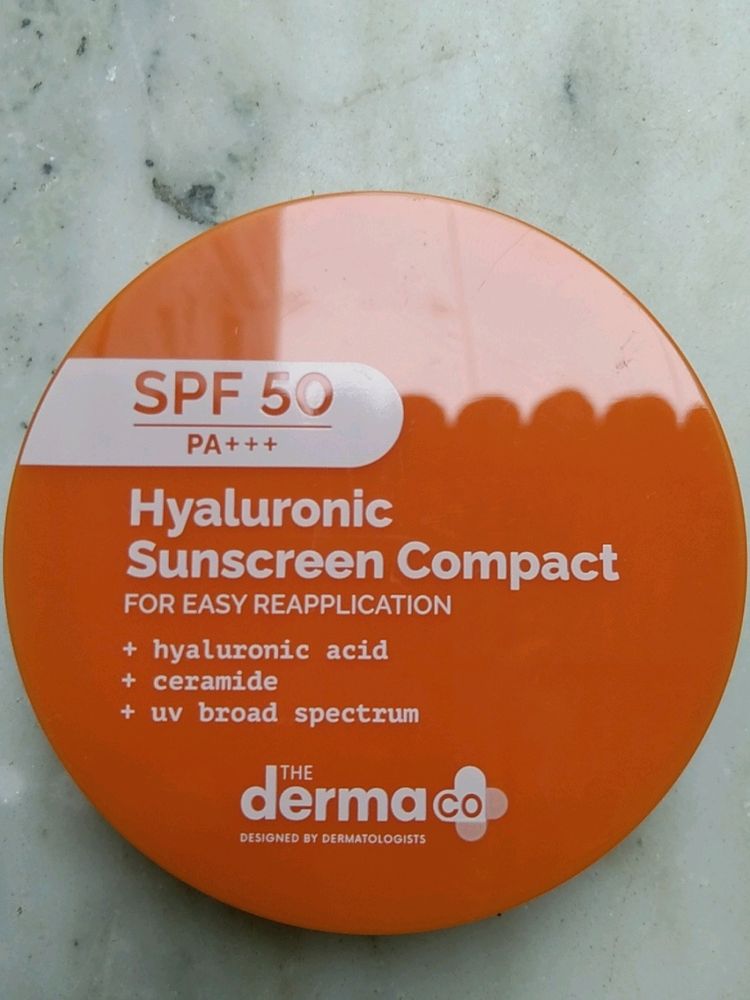 SPF 50
PA+++
Hyaluronic
Sunscreen Compact
FOR EASY REAPPLICATION
+ hyaluronic acid
+ ceramide
+ uv broad spectrum
THE
derma co
DESIGNED BY DERMATOLOGISTS